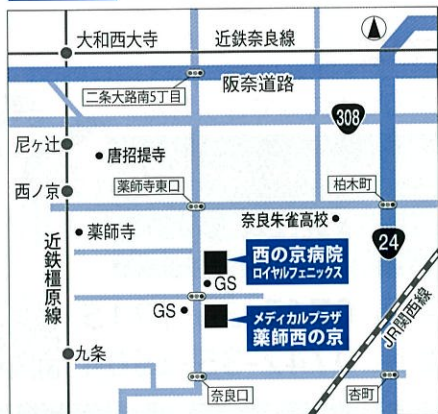 大和西大寺
近鉄奈良線
阪奈道路
二条大路南5丁目
308
尼ヶ辻
唐招提寺
西ノ京
薬師寺東口
柏木町
奈良朱雀高校
薬師寺
24
西の京病院
ロイヤルフェニックス
近鉄橿原線
GS
GS
メディカルプラザ
薬師西の京
JR関西線
九条
奈良口
杏町